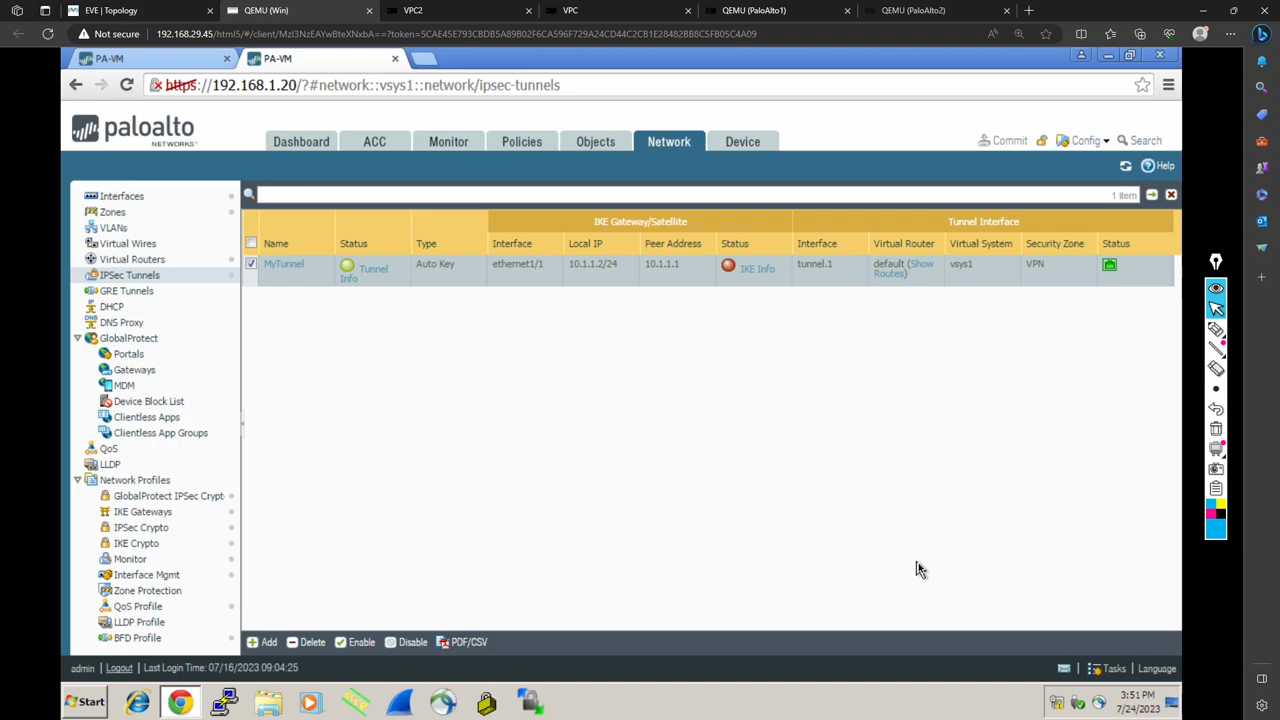 EVE | Topology
QEMU (Win)
VPC2
VPC
QEMU (PaloAlto1)
QEMU (PaloAlto2)
Not secure
192.168.29.45/html5/#/client/MzI3NzEAYwBteXNxbA==?token=5CAE45E793CBDB5A89B02F6CA596F729A24CD44C2CB1E28482BB8C5FB05C4A09
PA-VM
PA-VM
https://192.168.1.20/?#network::vsys1::network/ipsec-tunnels
paloalto
NETWORKS
Dashboard
ACC
Monitor
Policies
Objects
Network
Device
Commit
Config
Search
Help
Interfaces
Zones
VLANs
Virtual Wires
Virtual Routers
IPSec Tunnels
GRE Tunnels
DHCP
DNS Proxy
GlobalProtect
Portals
Gateways
MDM
Device Block List
Clientless Apps
Clientless App Groups
QoS
LLDP
Network Profiles
GlobalProtect IPSec Crypt
IKE Gateways
IPSec Crypto
IKE Crypto
Monitor
Interface Mgmt
Zone Protection
QoS Profile
LLDP Profile
BFD Profile
1 item
IKE Gateway/Satellite
Tunnel Interface
Name
Status
Type
Interface
Local IP
Peer Address
Status
Interface
Virtual Router
Virtual System
Security Zone
Status
MyTunnel
Tunnel
Info
Auto Key
ethernet1/1
10.1.1.2/24
10.1.1.1
IKE Info
tunnel.1
default (Show
Routes)
vsys1
VPN
Add
Delete
Enable
Disable
PDF/CSV
admin | Logout | Last Login Time: 07/16/2023 09:04:25
Tasks | Language
Start
3:51 PM
7/24/2023